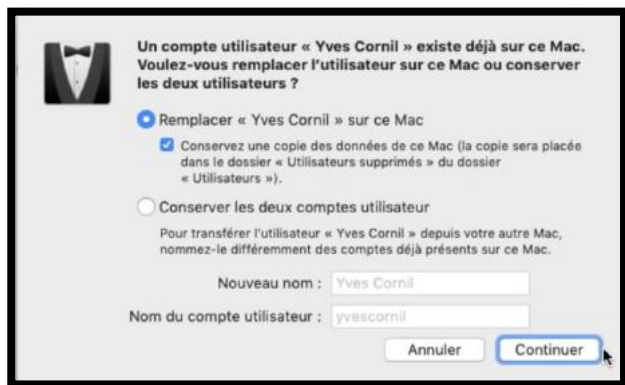 Un compte utilisateur « Yves Cornil » existe déjà sur ce Mac.
Voulez-vous remplacer l'utilisateur sur ce Mac ou conserver
les deux utilisateurs ?
Remplacer « Yves Cornil » sur ce Mac
Conservez une copie des données de ce Mac (la copie sera placée
dans le dossier « Utilisateurs supprimés » du dossier
« Utilisateurs »).
Conserver les deux comptes utilisateur
Pour transférer l'utilisateur « Yves Cornil » depuis votre autre Mac,
nommez-le différemment des comptes déjà présents sur ce Mac.
Nouveau nom : Yves Cornil
Nom du compte utilisateur : yvescornil
Annuler Continuer